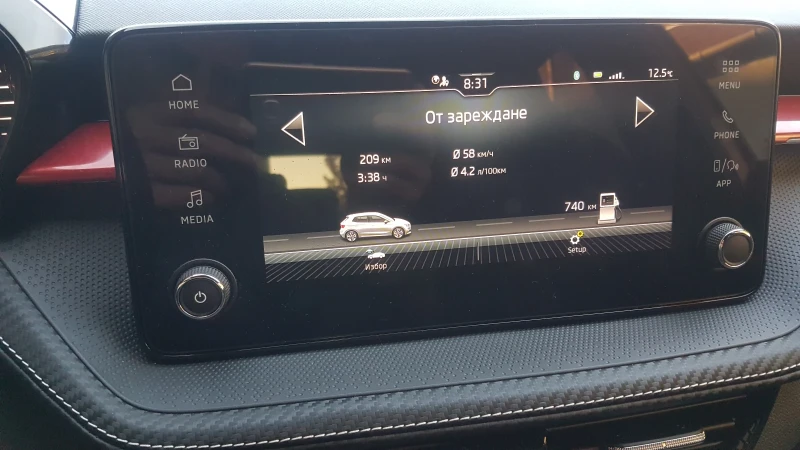 HOME
RADIO
MEDIA
8:31
12.5°C
От зареждане
209 км
Ø 58 км/ч
3:38 ч
Ø 4.2 л/100км
740 км
Избор
Setup
MENU
PHONE
APP